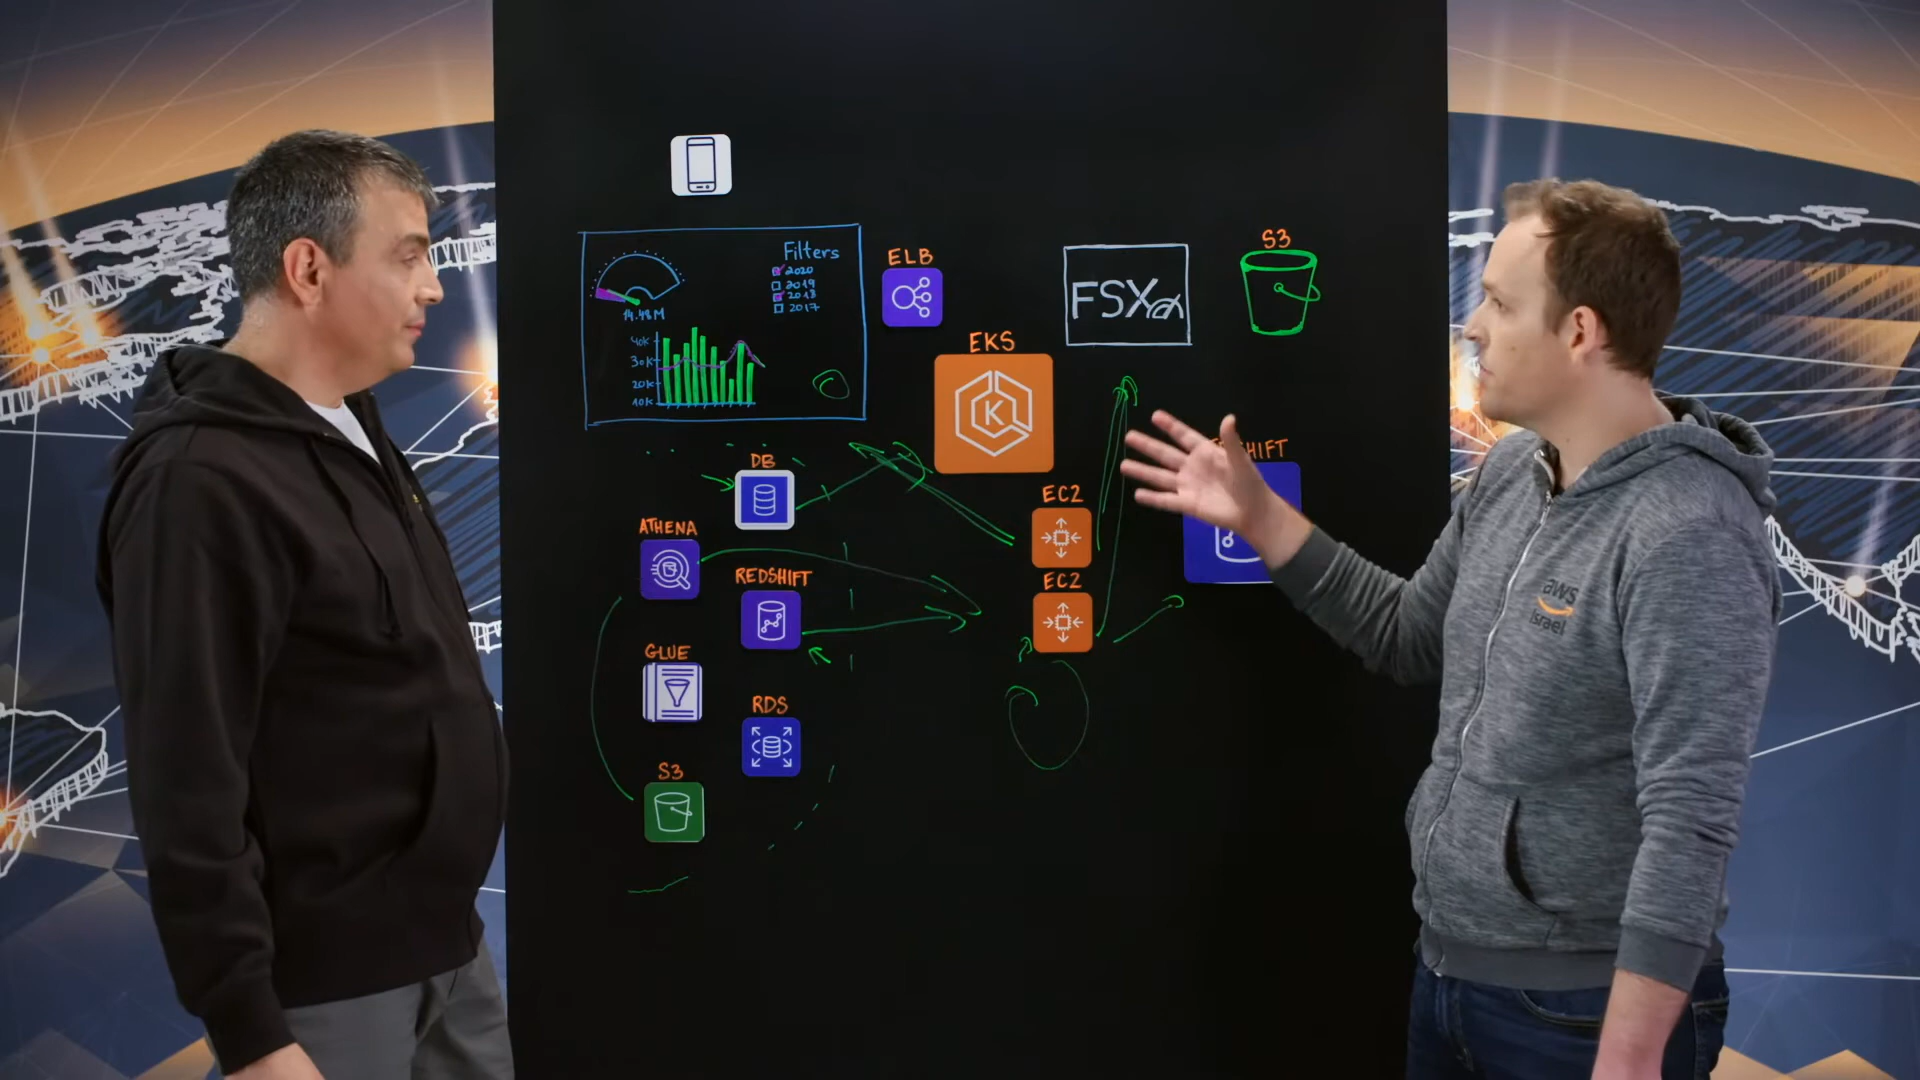 Filters
2020
2019
2018
2017
14.48M
40K
30K
20K
10K
ELB
EKS
K
FSX
S3
DB
ATHENA
REDSHIFT
GLUE
RDS
S3
EC2
EC2
SHIFT
aws
israel